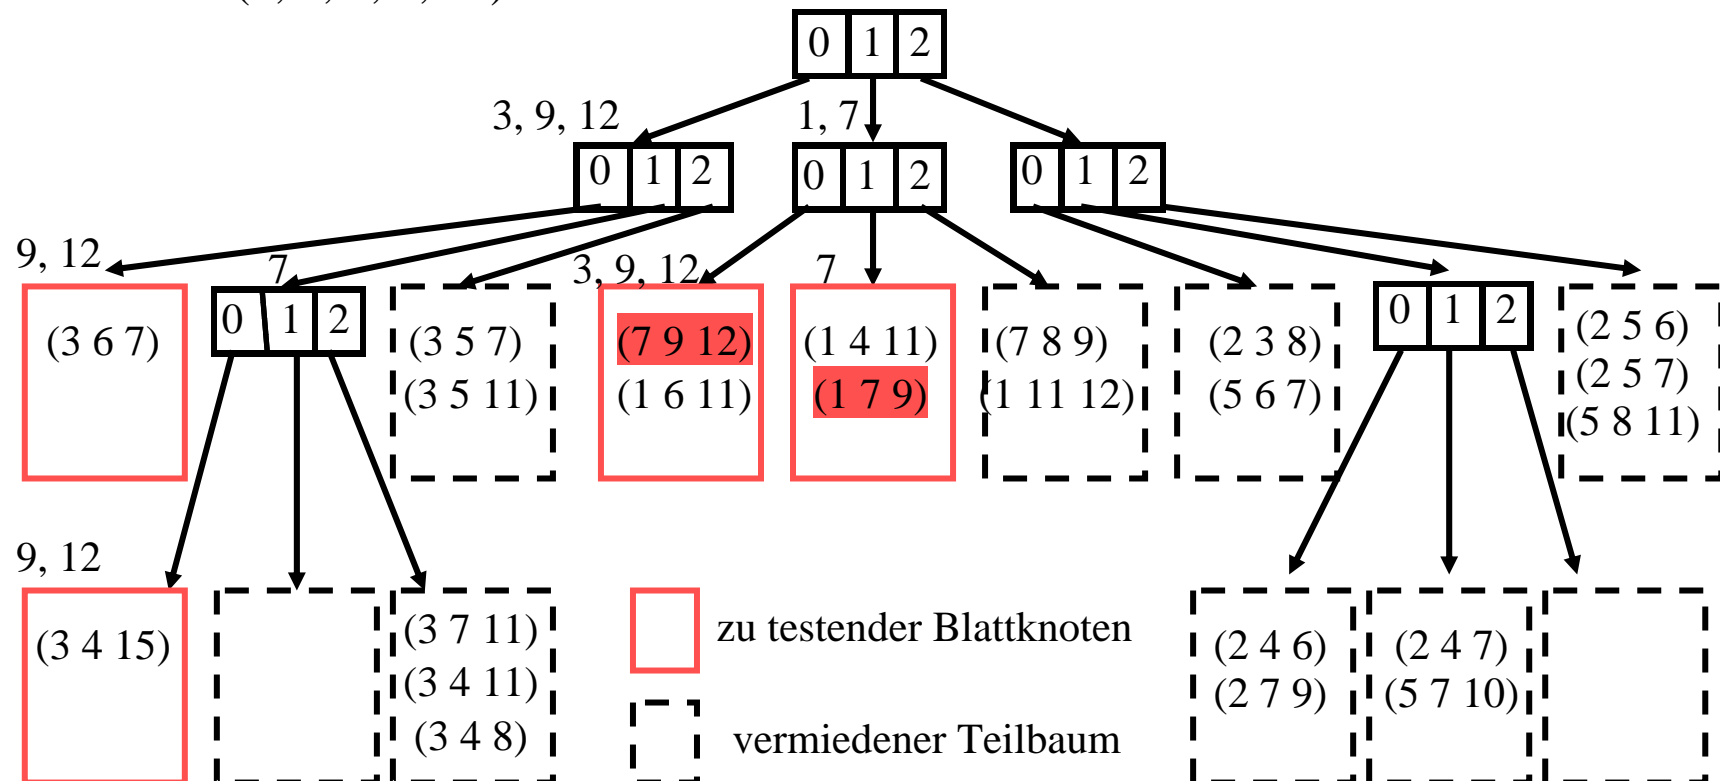 0 1 2
3, 9, 12 1, 7
0 1 2 0 1 2 0 1 2
9, 12 7 3, 9, 12 7
0 1 2 0 1 2
(3 6 7) (3 5 7) (7 9 12) (1 4 11) (7 8 9) (2 3 8) (2 5 6)
(3 5 11) (1 6 11) (1 7 9) (1 11 12) (5 6 7) (2 5 7)
(5 8 11)
9, 12
(3 4 15) (3 7 11) zu testender Blattknoten (2 4 6) (2 4 7)
(3 4 11) (2 7 9) (5 7 10)
(3 4 8) vermiedener Teilbaum